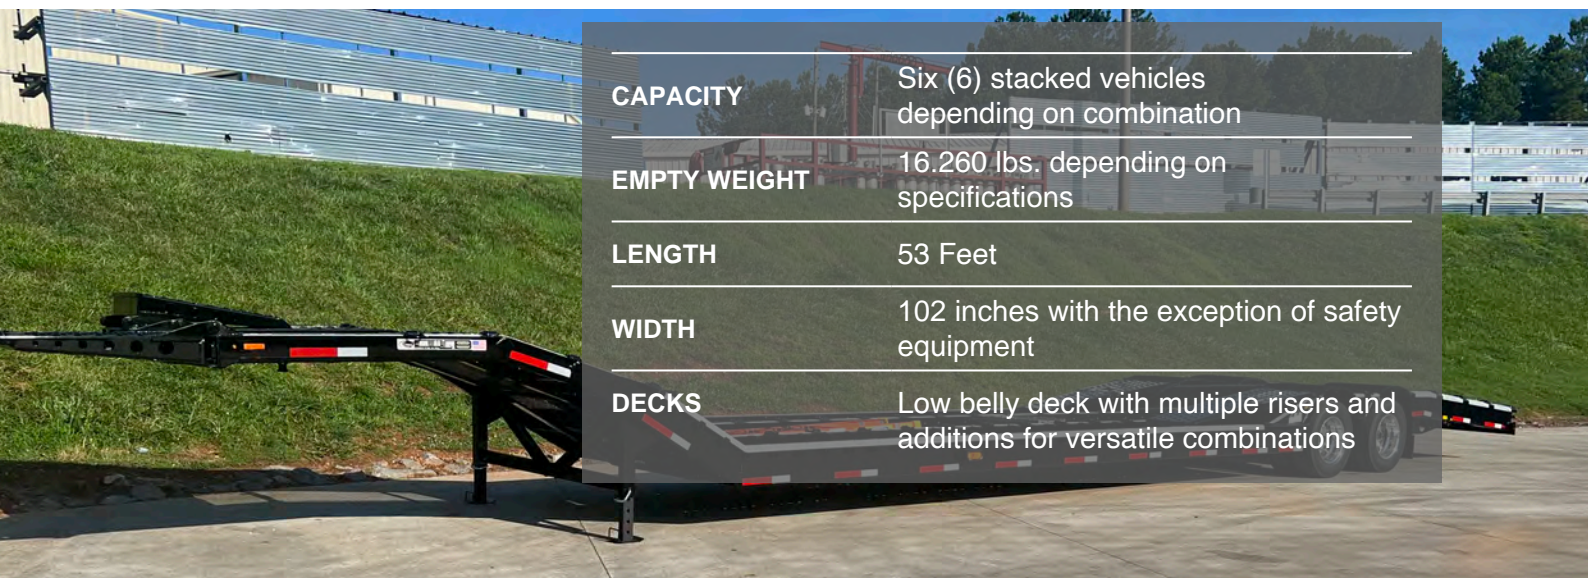 CAPACITY
Six (6) stacked vehicles
depending on combination
EMPTY WEIGHT
16.260 lbs. depending on
specifications
LENGTH
53 Feet
WIDTH
102 inches with the exception of safety
equipment
DECKS
Low belly deck with multiple risers and
additions for versatile combinations